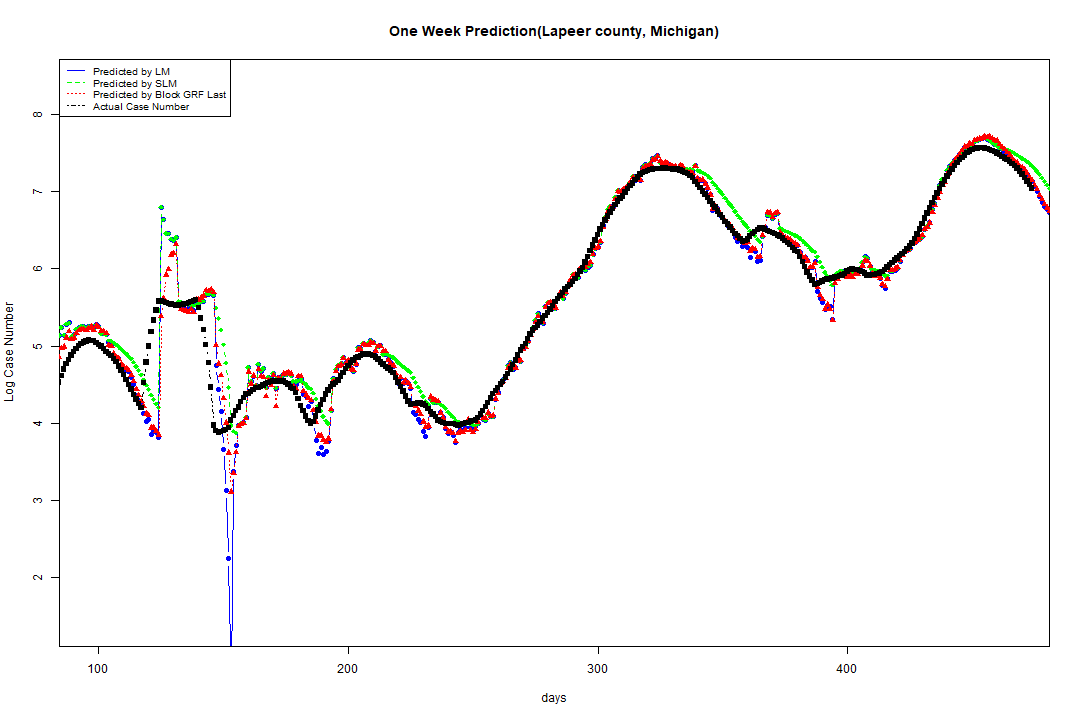 One Week Prediction(Lapeer county, Michigan)
Predicted by LM
Predicted by SLM
Predicted by Block GRF Last
Actual Case Number
8
7
6
5
4
3
2
Log Case Number
100 200 300 400
days